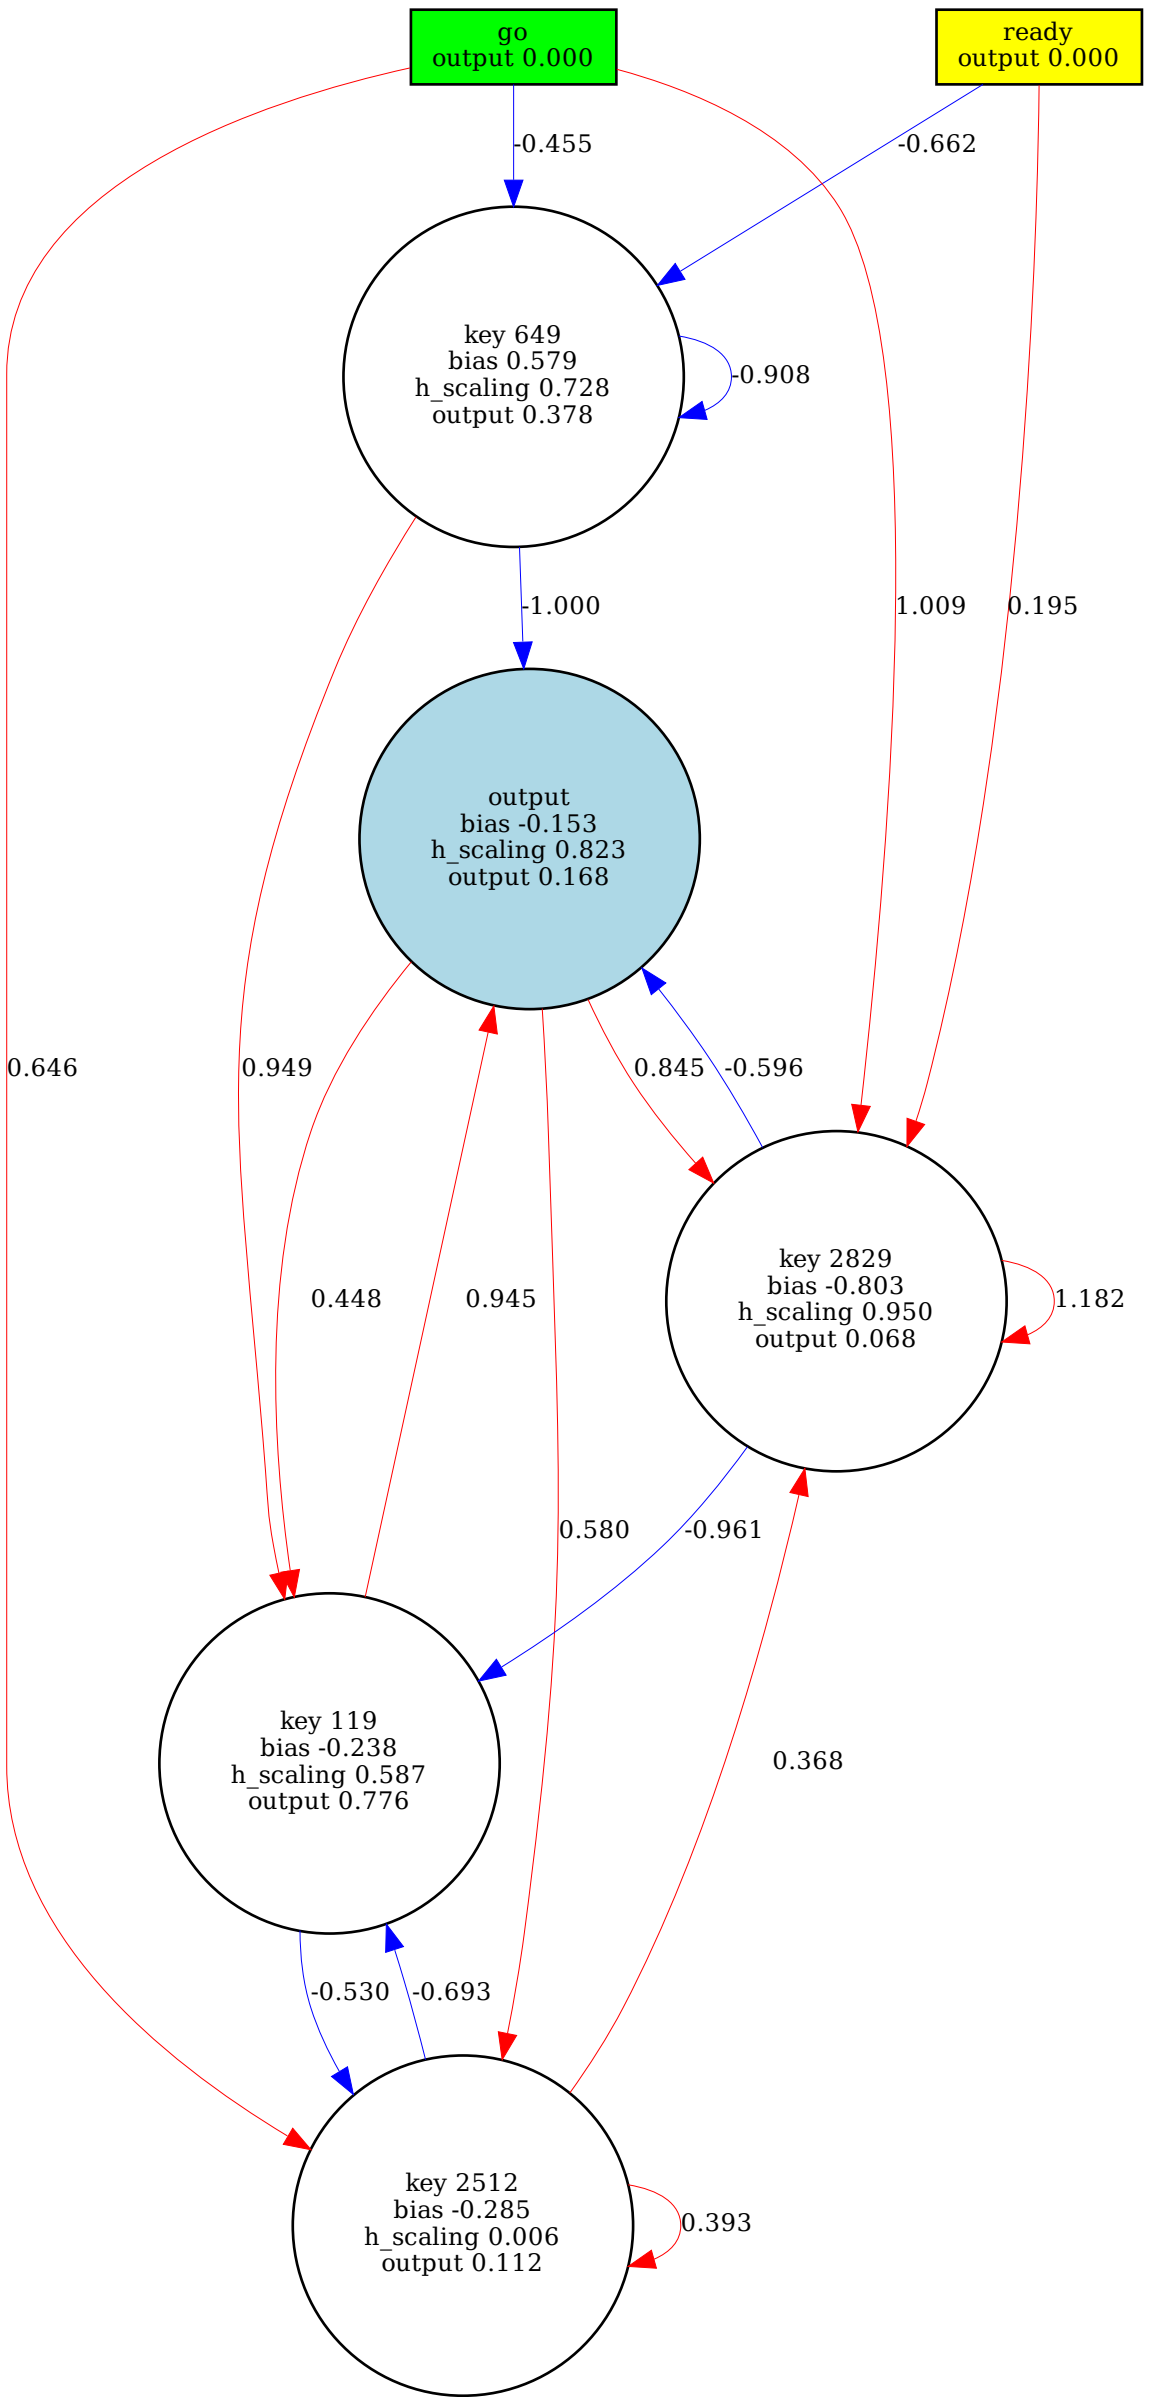 go
output 0.000
ready
output 0.000
-0.455
-0.662
key 649
bias 0.579
h_scaling 0.728
output 0.378
-0.908
-1.000
1.009
0.195
output
bias -0.153
h_scaling 0.823
output 0.168
0.646
0.949
0.845
-0.596
0.448
0.945
key 2829
bias -0.803
h_scaling 0.950
output 0.068
1.182
0.580
-0.961
key 119
bias -0.238
h_scaling 0.587
output 0.776
0.368
-0.530
-0.693
key 2512
bias -0.285
h_scaling 0.006
output 0.112
0.393